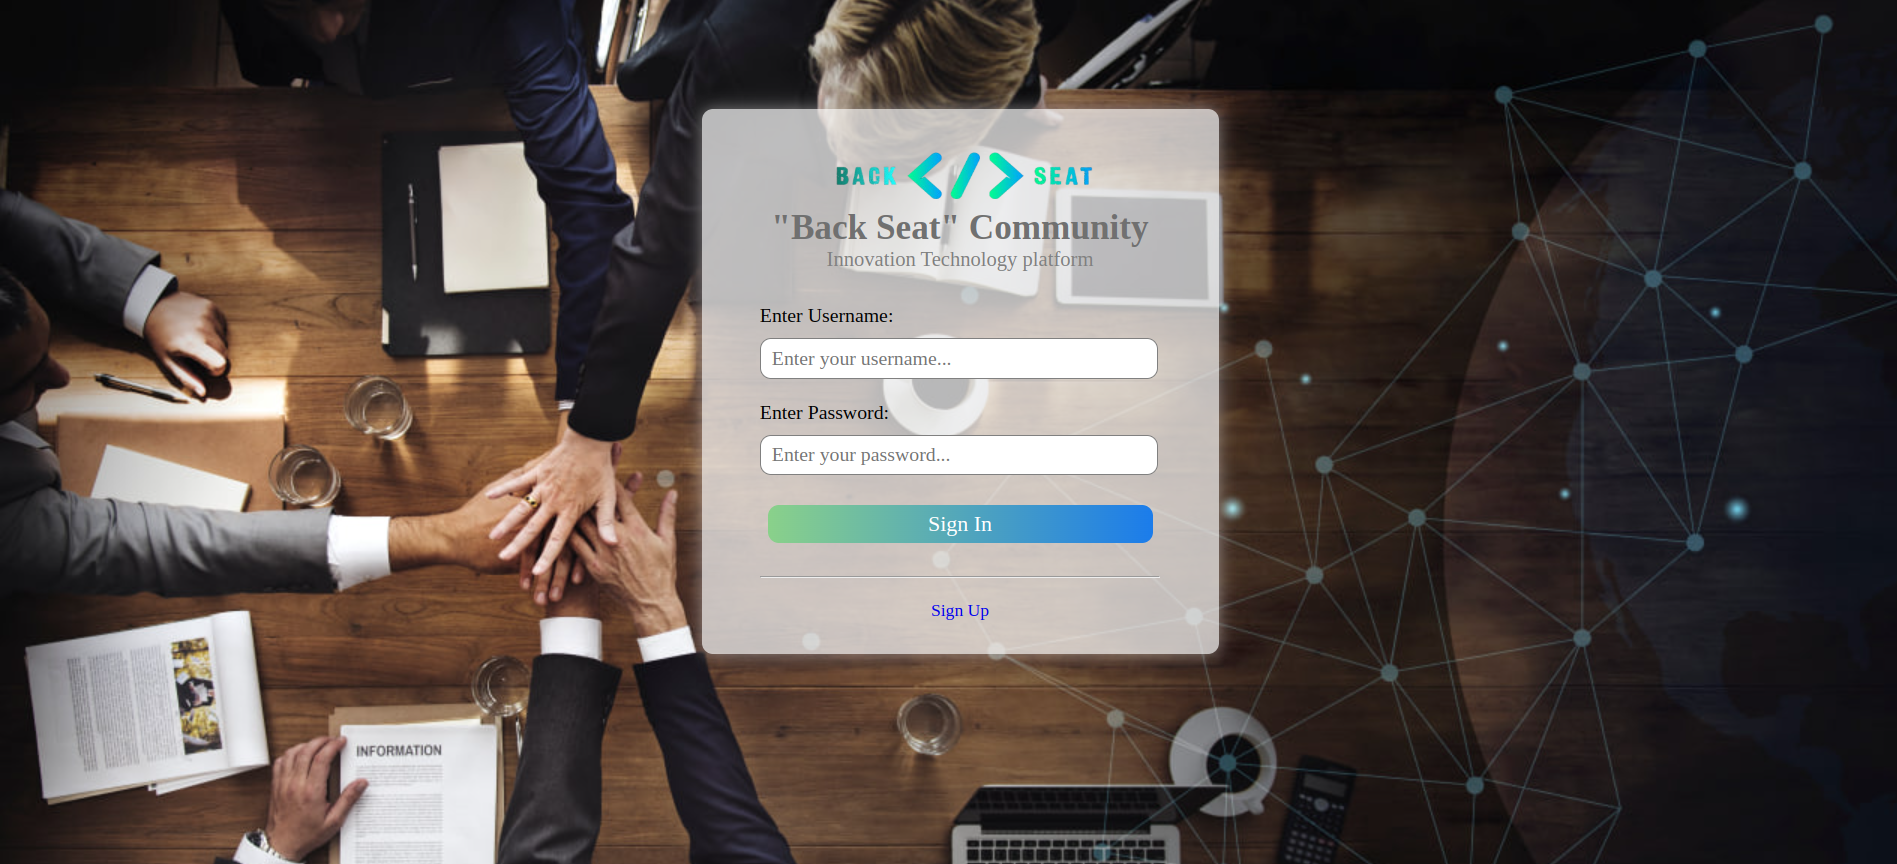 BACK </> SEAT
"Back Seat" Community
Innovation Technology platform
Enter Username:
Enter your username...
Enter Password:
Enter your password...
Sign In
Sign Up
INFORMATION